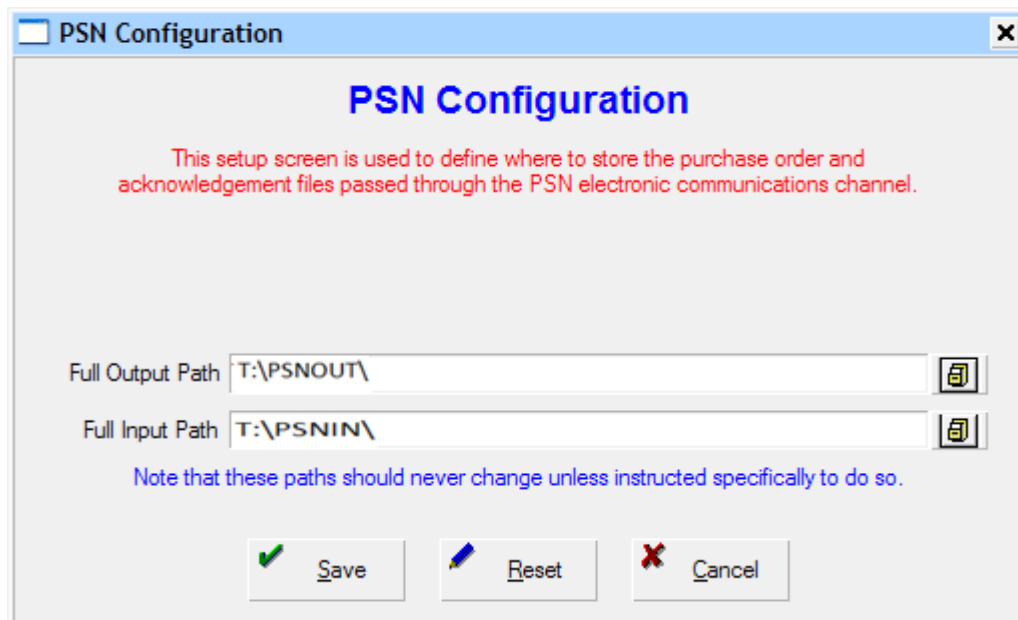 PSN Configuration
PSN Configuration
This setup screen is used to define where to store the purchase order and
acknowledgement files passed through the PSN electronic communications channel.
Full Output Path T:\PSNOUT\
Full Input Path T:\PSNIN\
Note that these paths should never change unless instructed specifically to do so.
Save Reset Cancel